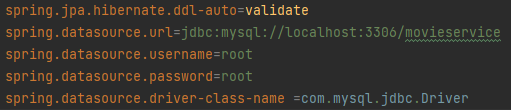 spring.jpa.hibernate.ddl-auto=validate
spring.datasource.url=jdbc:mysql://localhost:3306/movieservice
spring.datasource.username=root
spring.datasource.password=root
spring.datasource.driver-class-name =com.mysql.jdbc.Driver